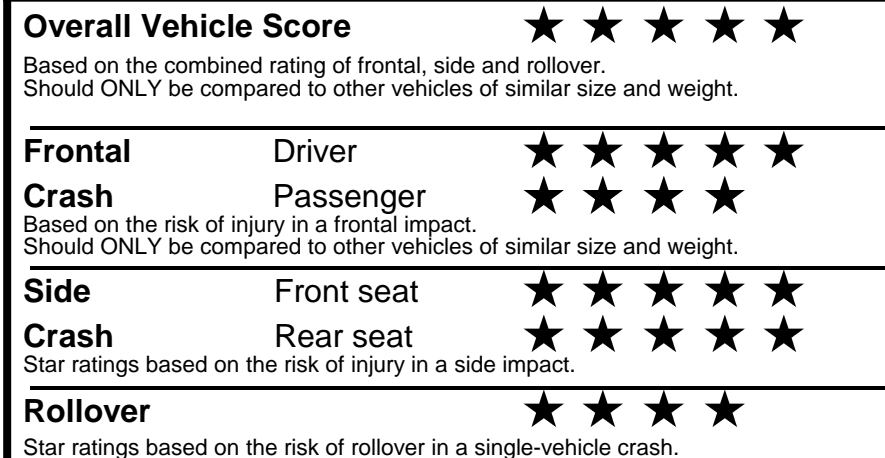 Overall Vehicle Score ★ ★ ★ ★ ★
Based on the combined rating of frontal, side and rollover.
Should ONLY be compared to other vehicles of similar size and weight.
Frontal Driver ★ ★ ★ ★ ★
Crash Passenger ★ ★ ★ ★
Based on the risk of injury in a frontal impact.
Should ONLY be compared to other vehicles of similar size and weight.
Side Front seat ★ ★ ★ ★ ★
Crash Rear seat ★ ★ ★ ★ ★
Star ratings based on the risk of injury in a side impact.
Rollover ★ ★ ★ ★
Star ratings based on the risk of rollover in a single-vehicle crash.